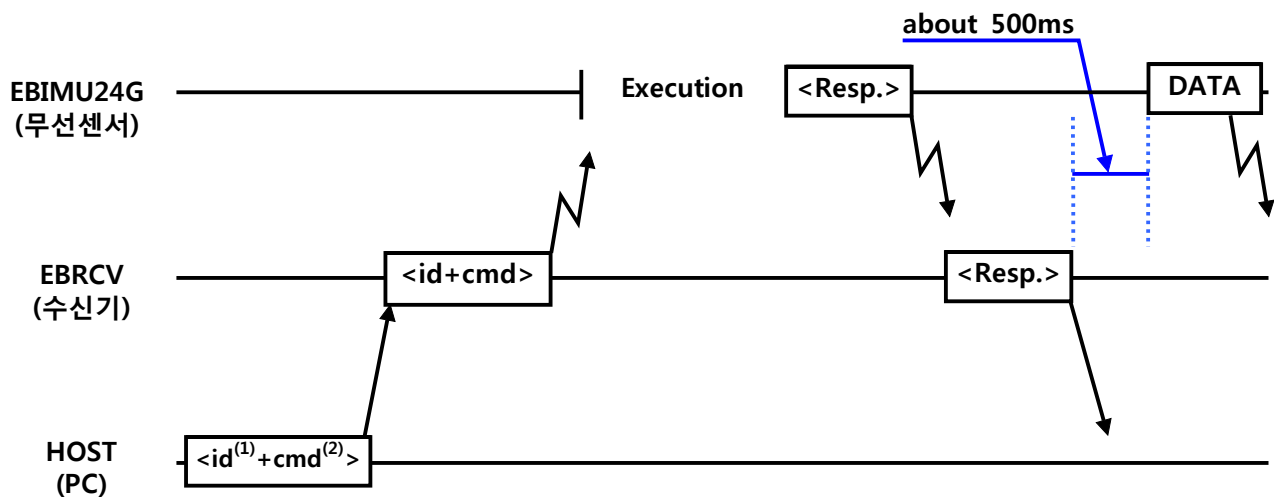 about 500ms
EBIMU24G
(무선센서)
Execution
<Resp.>
DATA
EBRCV
(수신기)
<id+cmd>
<Resp.>
HOST
(PC)
<id(1)+cmd(2)>